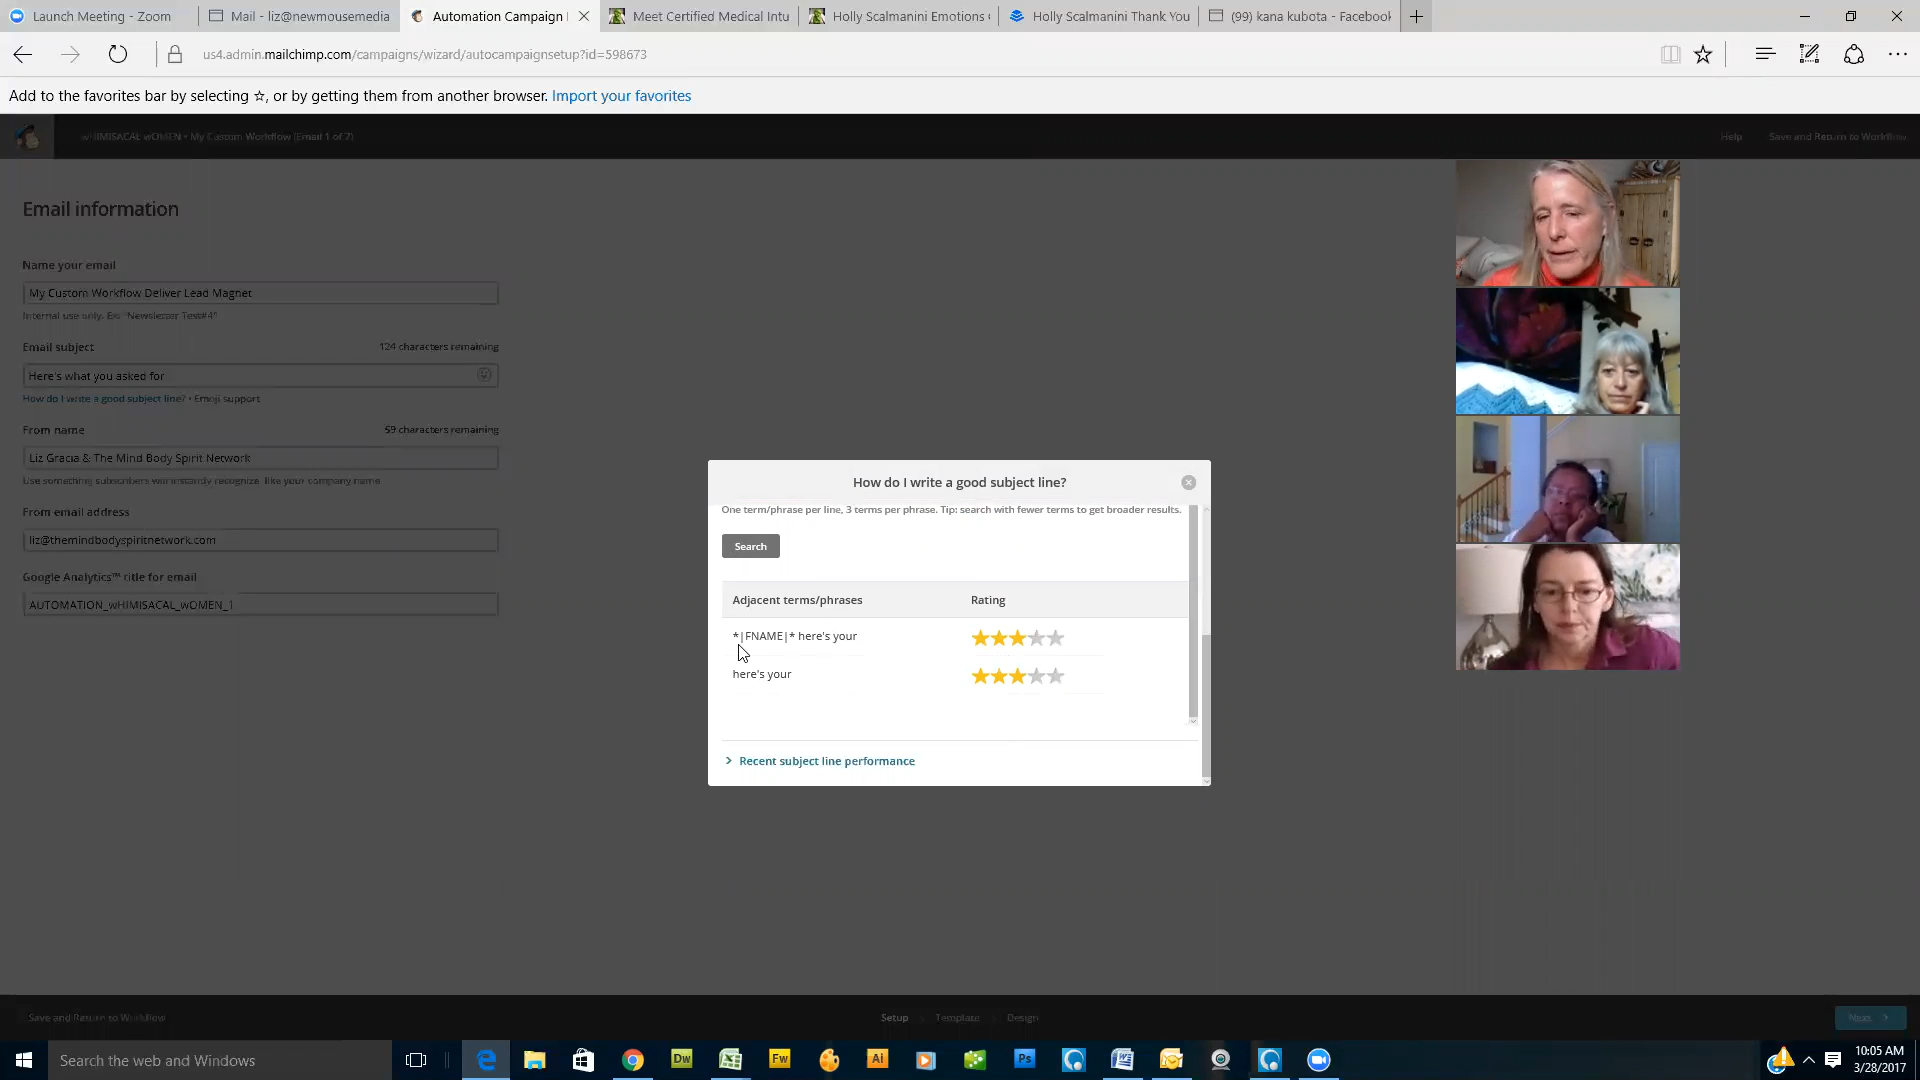 Launch Meeting - Zoom
Mail - liz@newmousemedia
Automation Campaign
Meet Certified Medical Intu
Holly Scalmanini Emotions
Holly Scalmanini Thank You
(99) kana kubota - Facebook
us4.admin.mailchimp.com/campaigns/wizard/autocampaignsetup?id=598673
Add to the favorites bar by selecting ☆, or by getting them from another browser. Import your favorites
wHIMISACAL wOMEN • My Custom Workflow (Email 1 of 7)
Help
Save and Return to Workflow
Email information
Name your email
My Custom Workflow Deliver Lead Magnet
Internal use only. Ex: "Newsletter Test#4"
Email subject
124 characters remaining
Here's what you asked for
How do I write a good subject line? • Emoji support
From name
59 characters remaining
Liz Gracia & The Mind Body Spirit Network
Use something subscribers will instantly recognize, like your company name
From email address
liz@themindbodyspiritnetwork.com
Google Analytics™ title for email
AUTOMATION_wHIMISACAL_wOMEN_1
How do I write a good subject line?
One term/phrase per line, 3 terms per phrase. Tip: search with fewer terms to get broader results.
Search
Adjacent terms/phrases
Rating
*|FNAME|* here's your
here's your
Recent subject line performance
Save and Return to Workflow
Setup
Template
Design
Next
Search the web and Windows
Dw
Fw
Ai
Ps
10:05 AM
3/28/2017